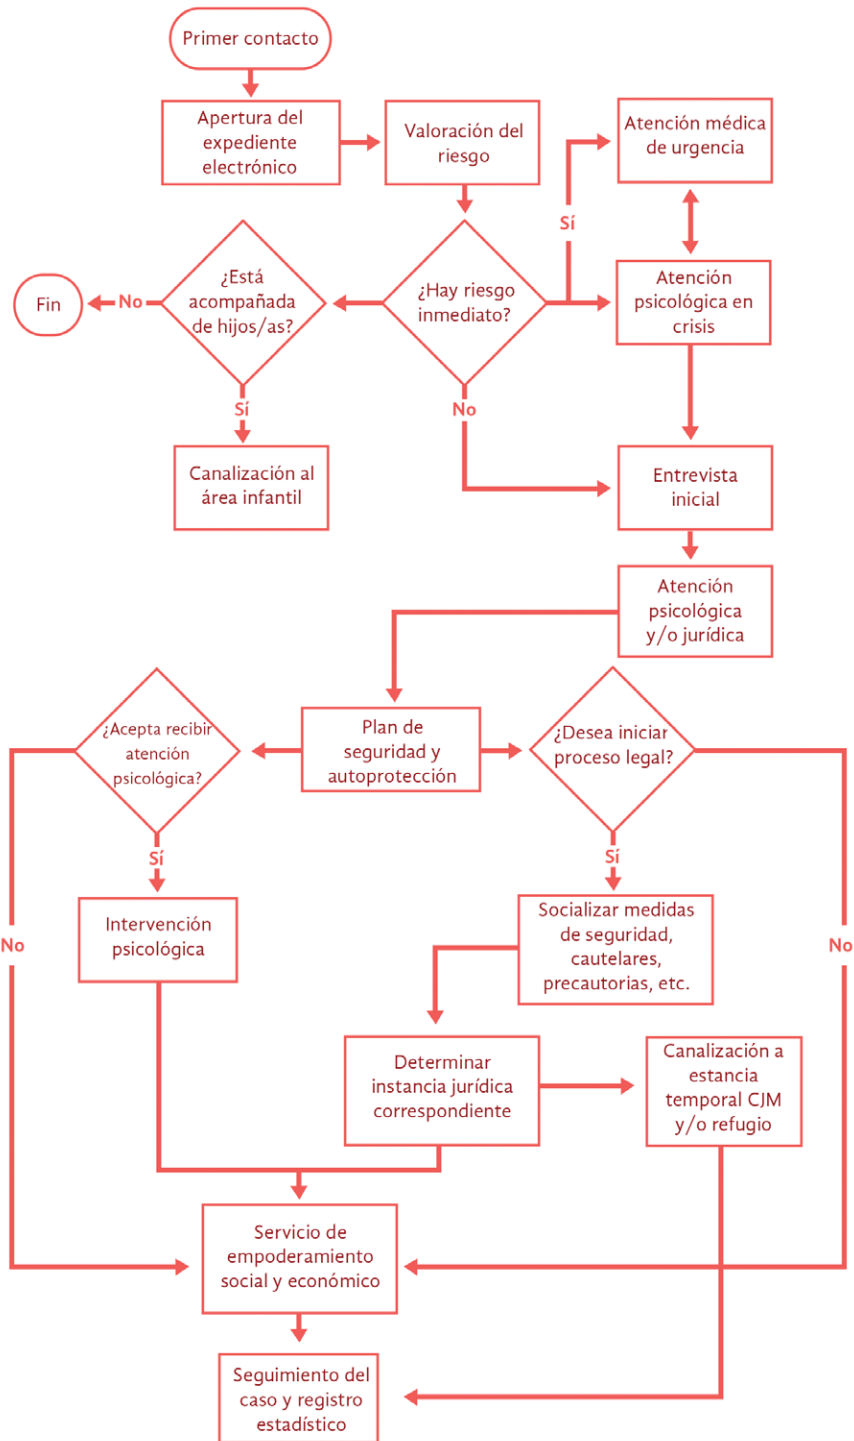 Primer contacto
Apertura del
expediente
electrónico
Valoración del
riesgo
Atención médica
de urgencia
Sí
¿Está
acompañada
de hijos/as?
¿Hay riesgo
inmediato?
Atención
psicológica en
crisis
Fin
No
Sí
No
Canalización al
área infantil
Entrevista
inicial
Atención
psicológica
y/o jurídica
¿Acepta recibir
atención
psicológica?
Plan de
seguridad y
autoprotección
¿Desea iniciar
proceso legal?
Sí
Sí
Intervención
psicológica
Socializar medidas
de seguridad,
cautelares,
precautorias, etc.
No
No
Determinar
instancia jurídica
correspondiente
Canalización a
estancia
temporal CJM
y/o refugio
Servicio de
empoderamiento
social y económico
Seguimiento del
caso y registro
estadístico